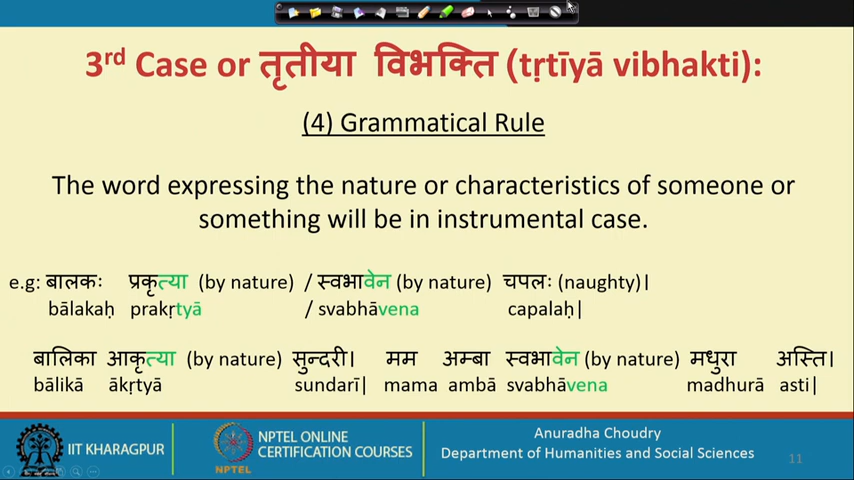 3rd Case or तृतीया विभक्ति (tṛtīyā vibhakti):
(4) Grammatical Rule
The word expressing the nature or characteristics of someone or
something will be in instrumental case.
e.g: बालकः प्रकृत्या (by nature) / स्वभावेन (by nature) चपलः (naughty)|
bālakaḥ prakṛtyā / svabhāvena capalaḥ|
बालिका आकृत्या (by nature) सुन्दरी। मम अम्बा स्वभावेन (by nature) मधुरा अस्ति।
bālikā ākṛtyā sundarī| mama ambā svabhāvena madhurā asti|
IIT KHARAGPUR
NPTEL
NPTEL ONLINE
CERTIFICATION COURSES
Anuradha Choudry
Department of Humanities and Social Sciences
11